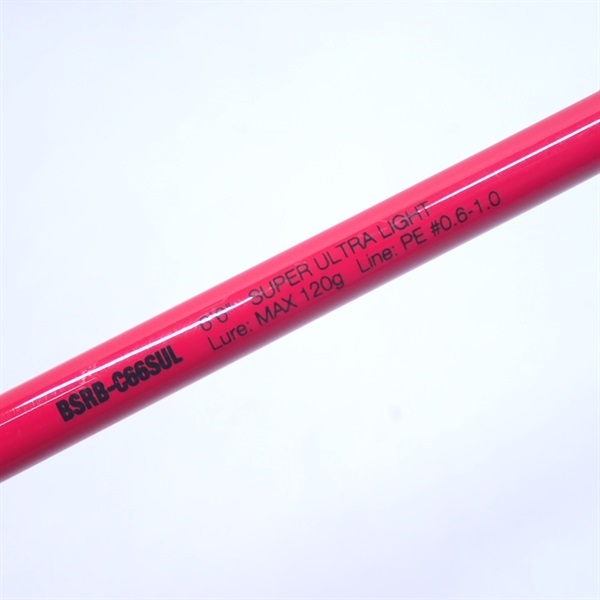 BSRB-C66SUL
6'6" SUPER ULTRA LIGHT
Lure: MAX 120g Line: PE #0.6-1.0